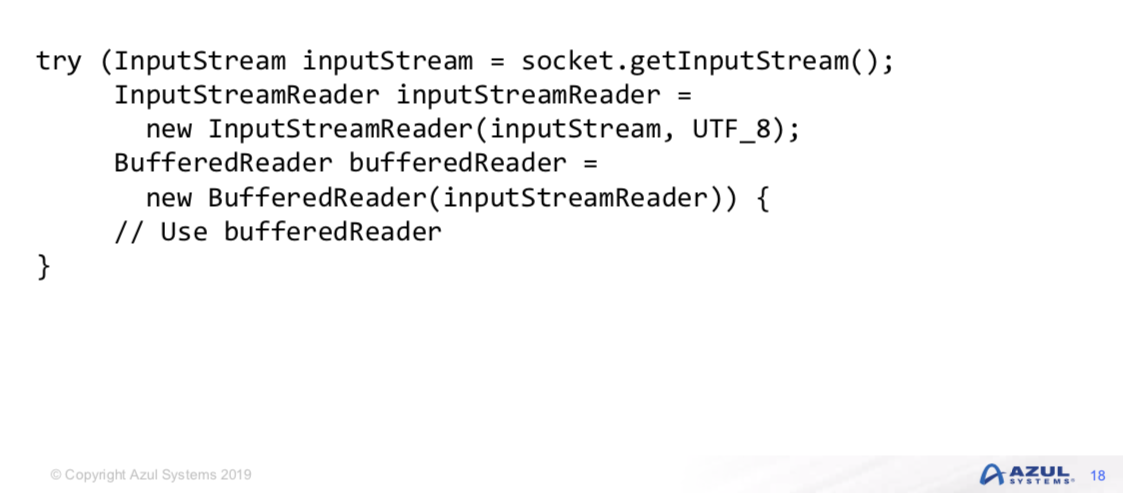 try (InputStream inputStream = socket.getInputStream();
     InputStreamReader inputStreamReader =
       new InputStreamReader(inputStream, UTF_8);
     BufferedReader bufferedReader =
       new BufferedReader(inputStreamReader)) {
     // Use bufferedReader
}
© Copyright Azul Systems 2019
AZUL
SYSTEMS®
18